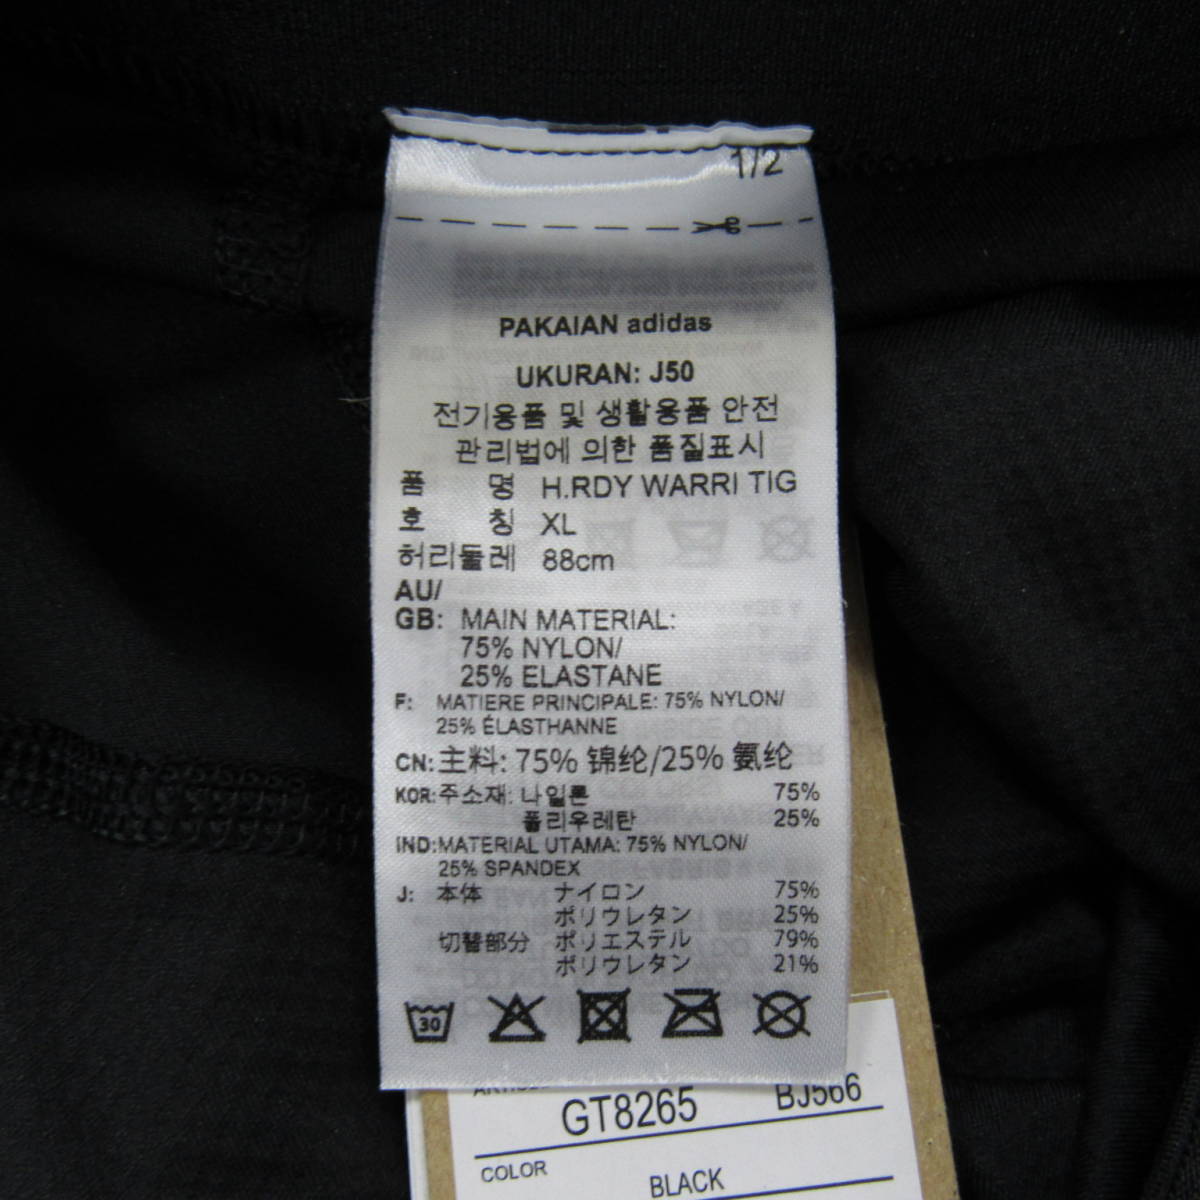 1/2
PAKAIAN adidas
UKURAN: J50
전기용품 및 생활용품 안전
관리법에 의한 품질표시
품 명 H.RDY WARRI TIG
호 칭 XL
허리둘레 88cm
AU/
GB: MAIN MATERIAL:
75% NYLON/
25% ELASTANE
F: MATIERE PRINCIPALE: 75% NYLON/
25% ÉLASTHANNE
CN: 主料: 75% 锦纶/25% 氨纶
KOR: 주소재: 나일론 75%
폴리우레탄 25%
IND: MATERIAL UTAMA: 75% NYLON/
25% SPANDEX
J: 本体 ナイロン 75%
ポリウレタン 25%
切替部分 ポリエステル 79%
ポリウレタン 21%
30
GT8265 BJ566
COLOR
BLACK